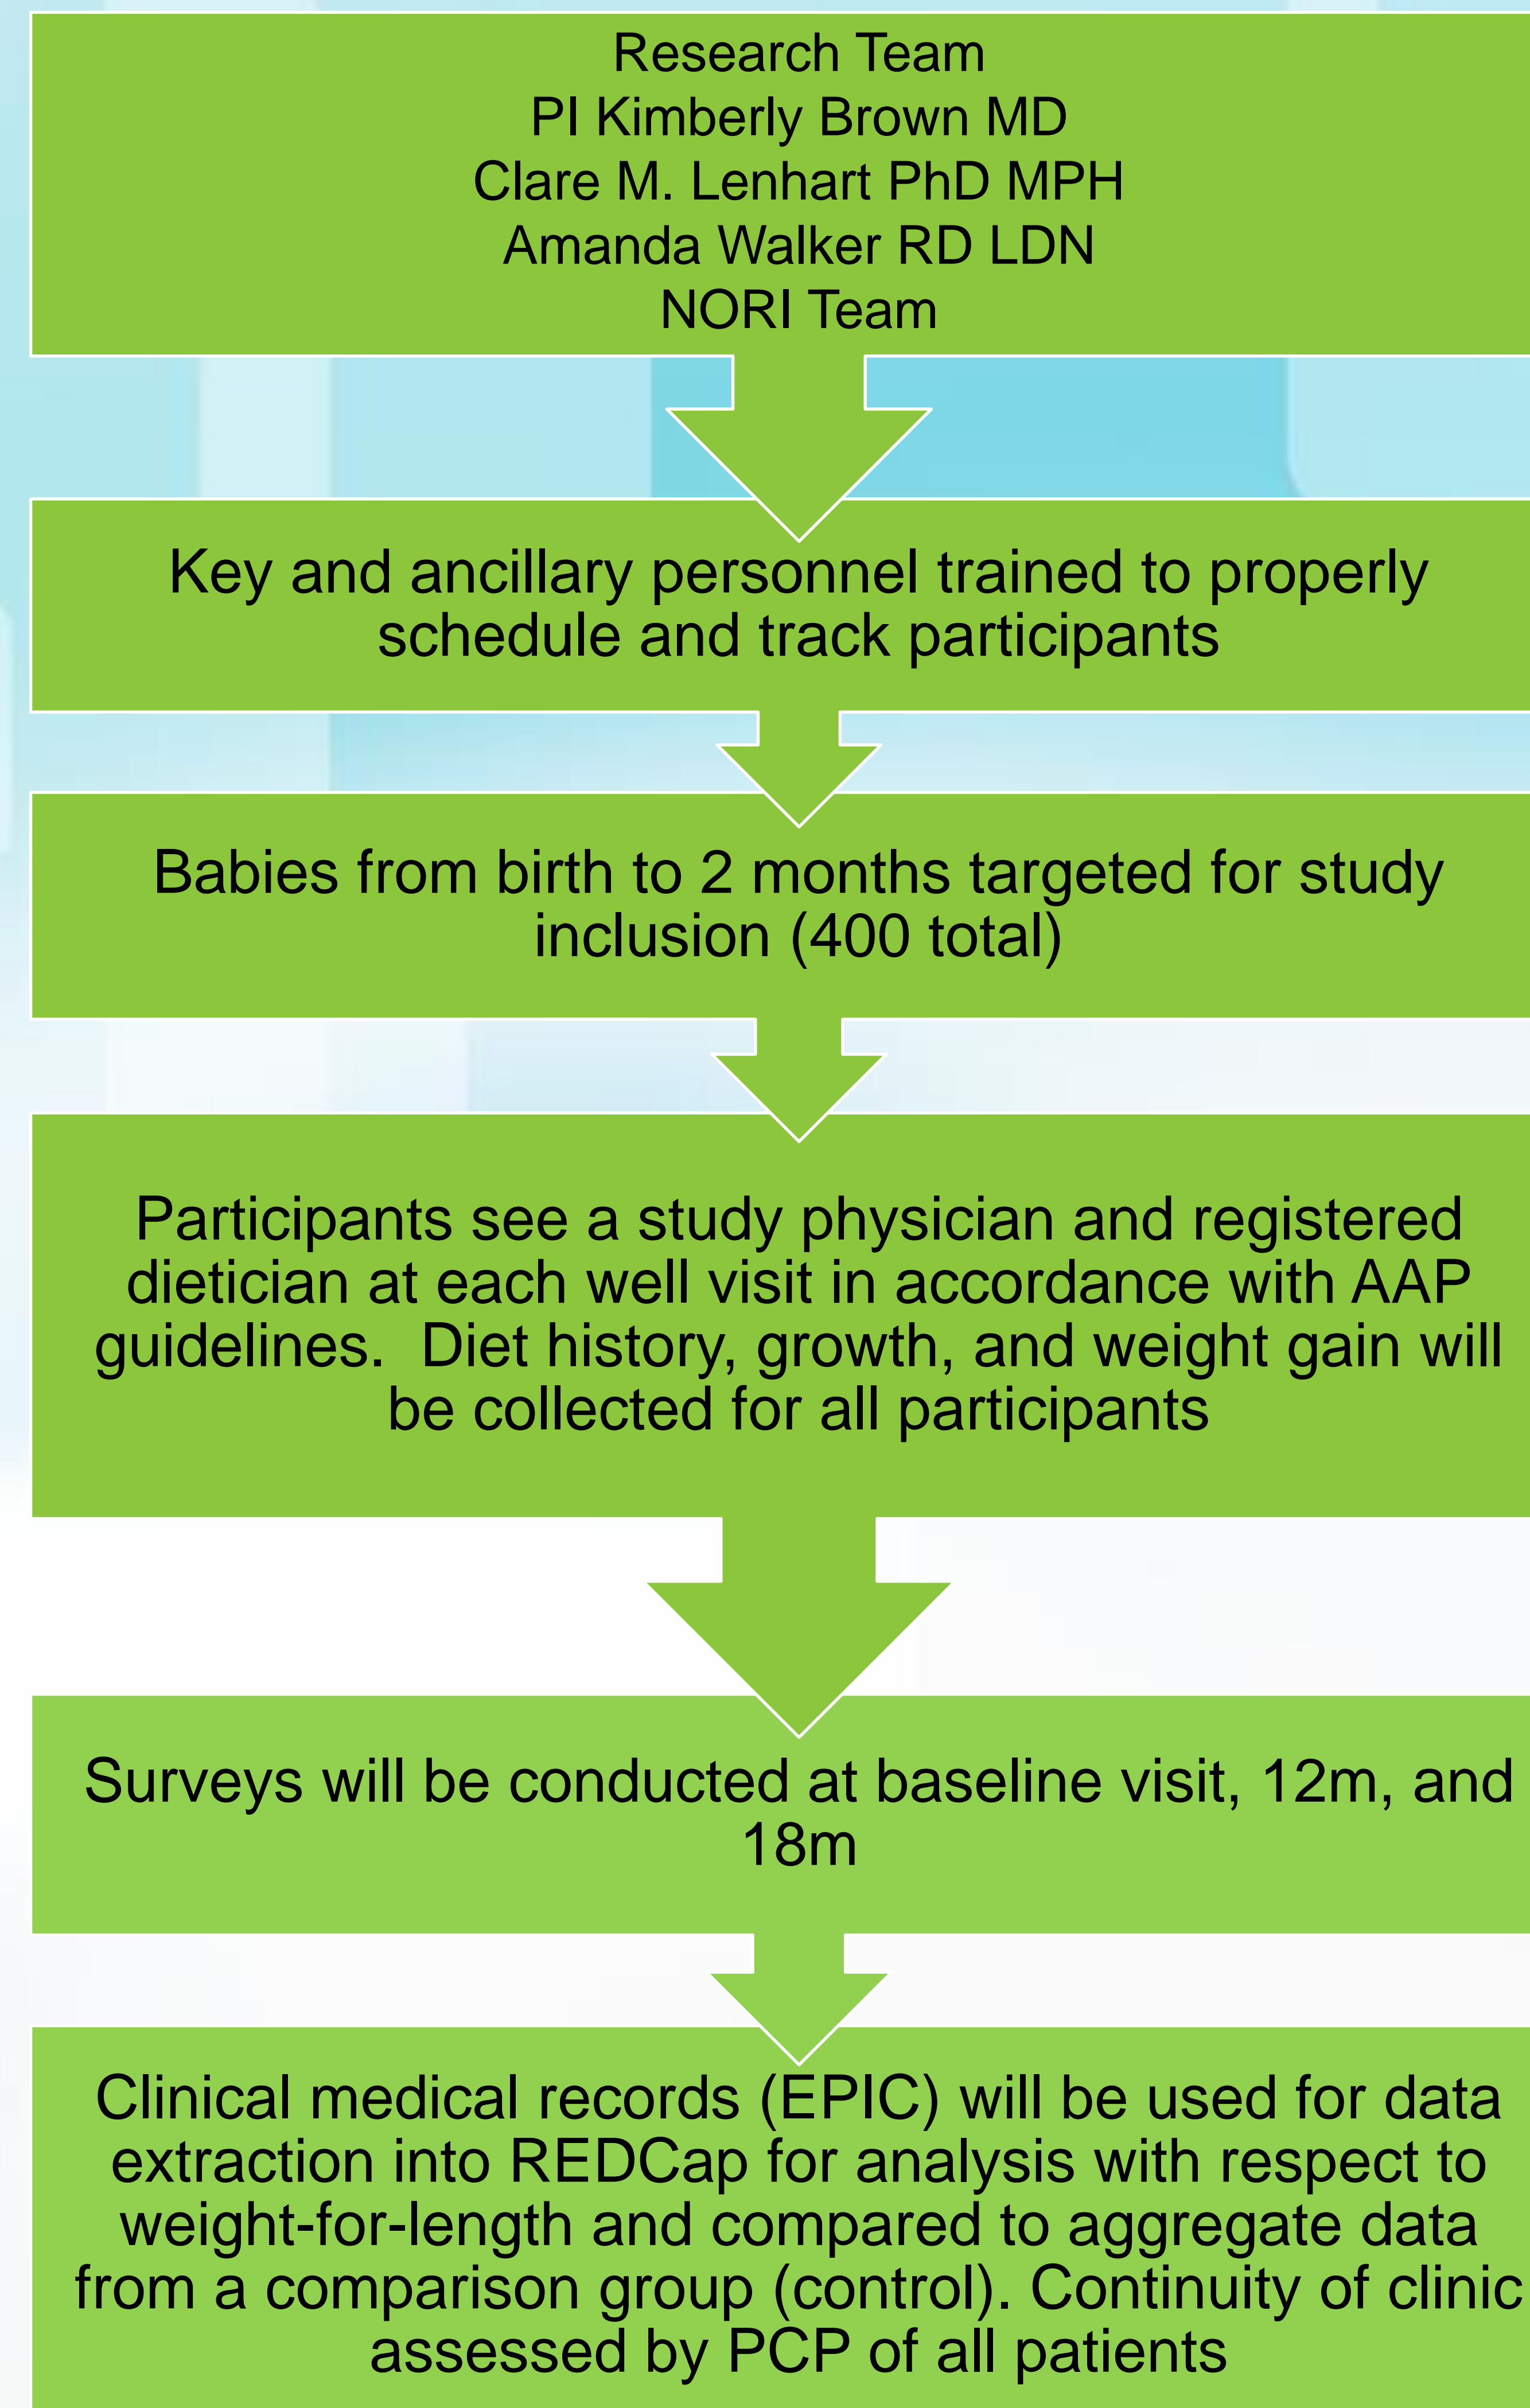 Research Team
PI Kimberly Brown MD
Clare M. Lenhart PhD MPH
Amanda Walker RD LDN
NORI Team
Key and ancillary personnel trained to properly
schedule and track participants
Babies from birth to 2 months targeted for study
inclusion (400 total)
Participants see a study physician and registered
dietician at each well visit in accordance with AAP
guidelines.  Diet history, growth, and weight gain will
be collected for all participants
Surveys will be conducted at baseline visit, 12m, and
18m
Clinical medical records (EPIC) will be used for data
extraction into REDCap for analysis with respect to
weight-for-length and compared to aggregate data
from a comparison group (control). Continuity of clinic
assessed by PCP of all patients